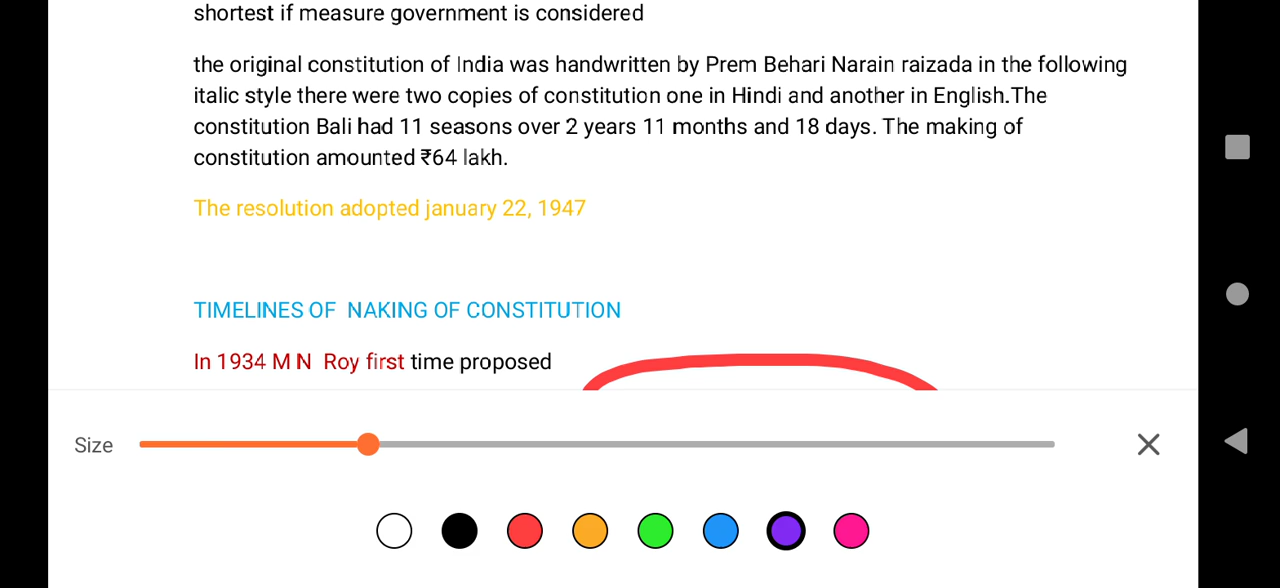 shortest if measure government is considered
the original constitution of India was handwritten by Prem Behari Narain raizada in the following
italic style there were two copies of constitution one in Hindi and another in English.The
constitution Bali had 11 seasons over 2 years 11 months and 18 days. The making of
constitution amounted ₹64 lakh.
The resolution adopted january 22, 1947
TIMELINES OF  NAKING OF CONSTITUTION
In 1934 M N  Roy first time proposed
Size